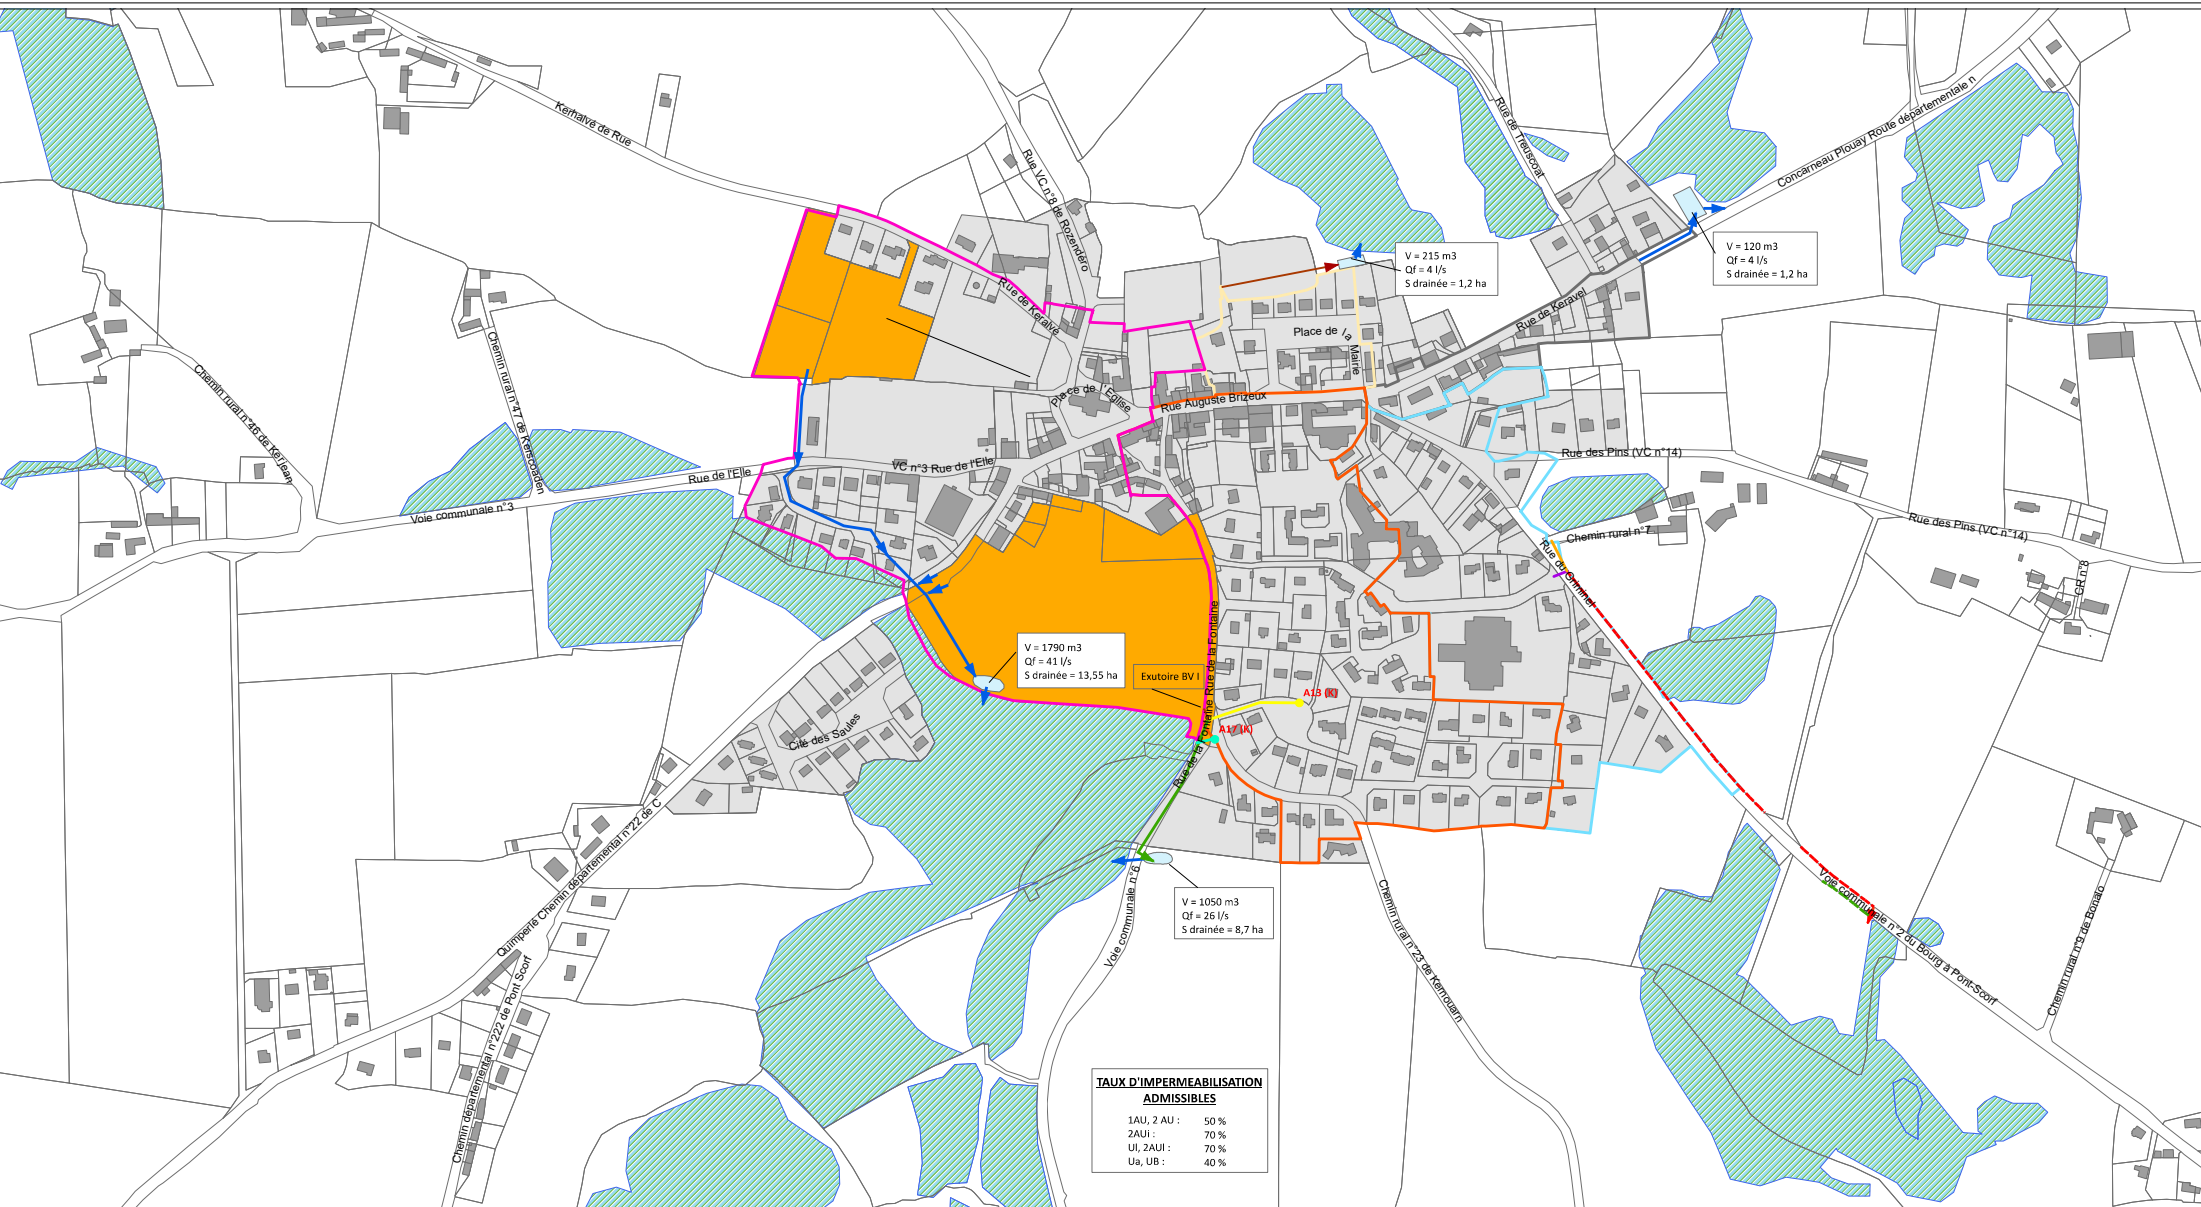 Kerhalvé de Rue
Rue VC n°8 de Rozendéro
Rue de Treuscoat
Concarneau Plouay Route départementale n
V = 215 m3
Qf = 4 l/s
S drainée = 1,2 ha
V = 120 m3
Qf = 4 l/s
S drainée = 1,2 ha
Rue de Keralvé
Rue de Keravel
Place de la Mairie
Chemin rural n°47 de Keriscoaden
Chemin rural n°46 de Kerjean
Place de l'Eglise
Rue Auguste Brizeux
Rue des Pins (VC n°14)
VC n°3 Rue de l'Elle
Rue de l'Elle
Voie communale n°3
Rue des Pins (VC n°14)
Chemin rural n°7
Rue du Ghninel
CR n°8
V = 1790 m3
Qf = 41 l/s
S drainée = 13,55 ha
Exutoire BV I
Rue de la Fontaine Rue de la Fontaine
A13 (K)
A17 (K)
Cité des Saules
Quimperlé Chemin départemental n°22 de C
Voie communale n°6
V = 1050 m3
Qf = 26 l/s
S drainée = 8,7 ha
Chemin rural n°23 de Kernouarn
Voie communale n°2 du Bourg à Pont-Scorf
Chemin rural n°9 de Bonalo
Chemin départemental n°222 de Pont Scorf
TAUX D'IMPERMEABILISATION
ADMISSIBLES
1AU, 2 AU : 50 %
2AUi : 70 %
UI, 2AUI : 70 %
Ua, UB : 40 %